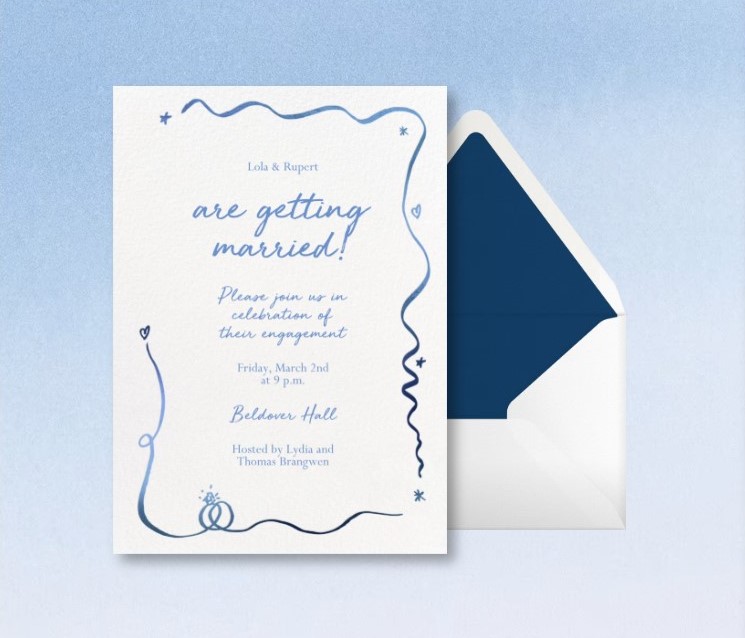 Lola & Rupert
are getting
married!
Please join us in
celebration of
their engagement
Friday, March 2nd
at 9 p.m.
Beldover Hall
Hosted by Lydia and
Thomas Brangwen